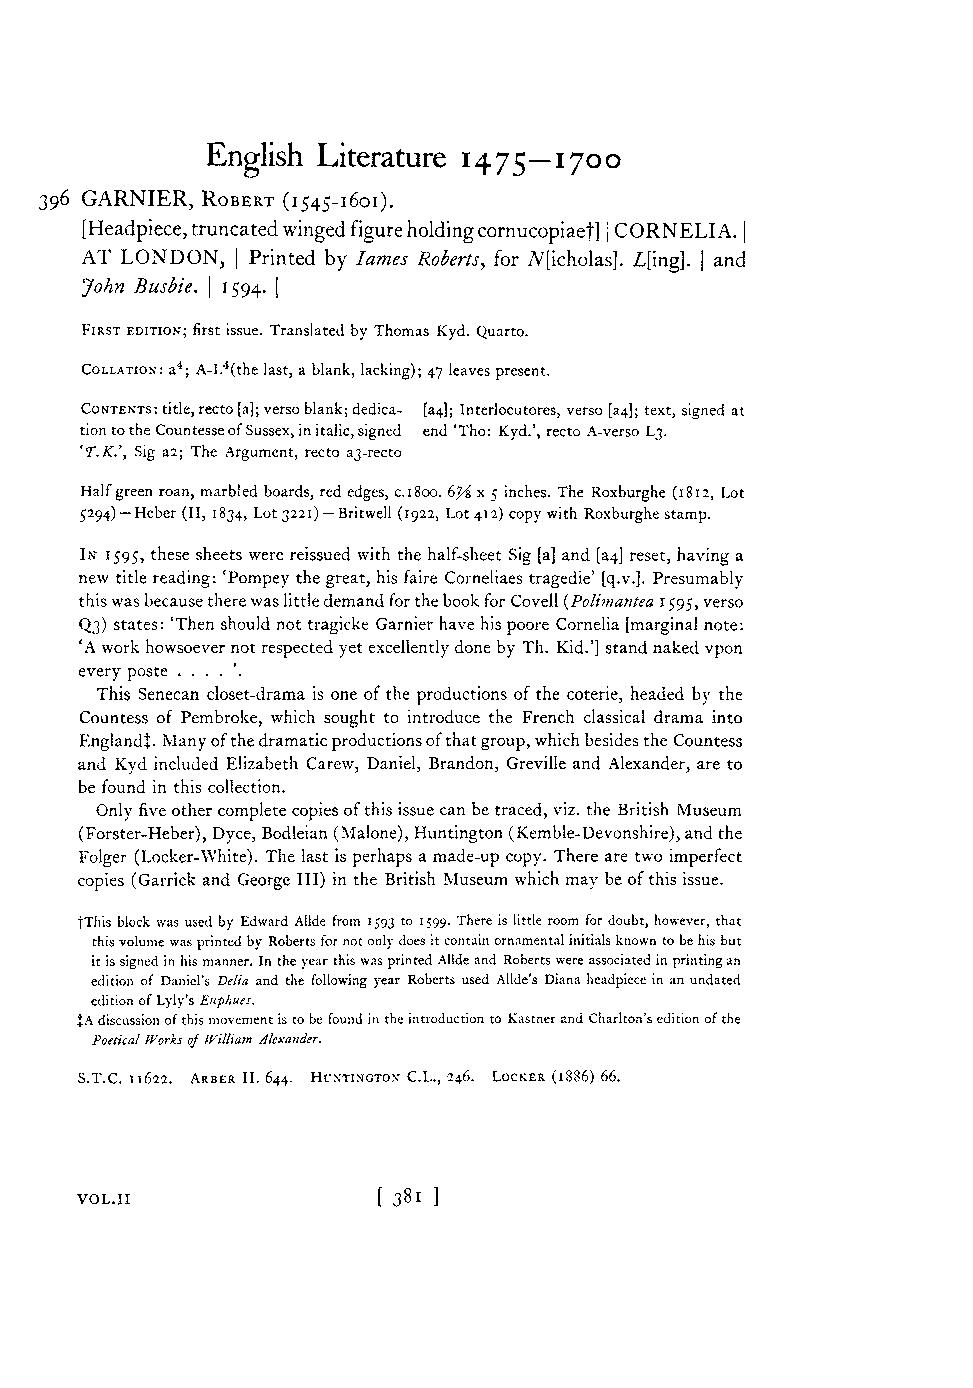 English Literature 1475—1700
396 GARNIER, ROBERT (1545-1601).
[Headpiece, truncated winged figure holding cornucopiae†] | CORNELIA. |
AT LONDON, | Printed by Iames Roberts, for N[icholas]. L[ing]. | and
John Busbie. | 1594. |
FIRST EDITION; first issue. Translated by Thomas Kyd. Quarto.
COLLATION: a⁴; A-L⁴(the last, a blank, lacking); 47 leaves present.
CONTENTS: title, recto [a]; verso blank; dedica-
tion to the Countesse of Sussex, in italic, signed
‘T.K.’, Sig a2; The Argument, recto a3-recto
[a4]; Interlocutores, verso [a4]; text, signed at
end ‘Tho: Kyd.’, recto A-verso L3.
Half green roan, marbled boards, red edges, c.1800. 6⅞ x 5 inches. The Roxburghe (1812, Lot
5294)—Heber (II, 1834, Lot 3221)—Britwell (1922, Lot 412) copy with Roxburghe stamp.
IN 1595, these sheets were reissued with the half-sheet Sig [a] and [a4] reset, having a
new title reading: ‘Pompey the great, his faire Corneliaes tragedie’ [q.v.]. Presumably
this was because there was little demand for the book for Covell (Polimantea 1595, verso
Q3) states: ‘Then should not tragicke Garnier have his poore Cornelia [marginal note:
‘A work howsoever not respected yet excellently done by Th. Kid.’] stand naked vpon
every poste . . . . ’.
This Senecan closet-drama is one of the productions of the coterie, headed by the
Countess of Pembroke, which sought to introduce the French classical drama into
England‡. Many of the dramatic productions of that group, which besides the Countess
and Kyd included Elizabeth Carew, Daniel, Brandon, Greville and Alexander, are to
be found in this collection.
Only five other complete copies of this issue can be traced, viz. the British Museum
(Forster-Heber), Dyce, Bodleian (Malone), Huntington (Kemble-Devonshire), and the
Folger (Locker-White). The last is perhaps a made-up copy. There are two imperfect
copies (Garrick and George III) in the British Museum which may be of this issue.
†This block was used by Edward Allde from 1593 to 1599. There is little room for doubt, however, that
this volume was printed by Roberts for not only does it contain ornamental initials known to be his but
it is signed in his manner. In the year this was printed Allde and Roberts were associated in printing an
edition of Daniel's Delia and the following year Roberts used Allde's Diana headpiece in an undated
edition of Lyly's Euphues.
‡A discussion of this movement is to be found in the introduction to Kastner and Charlton's edition of the
Poetical Works of William Alexander.
S.T.C. 11622. ARBER II. 644. HUNTINGTON C.L., 246. LOCKER (1886) 66.
VOL.II [ 381 ]